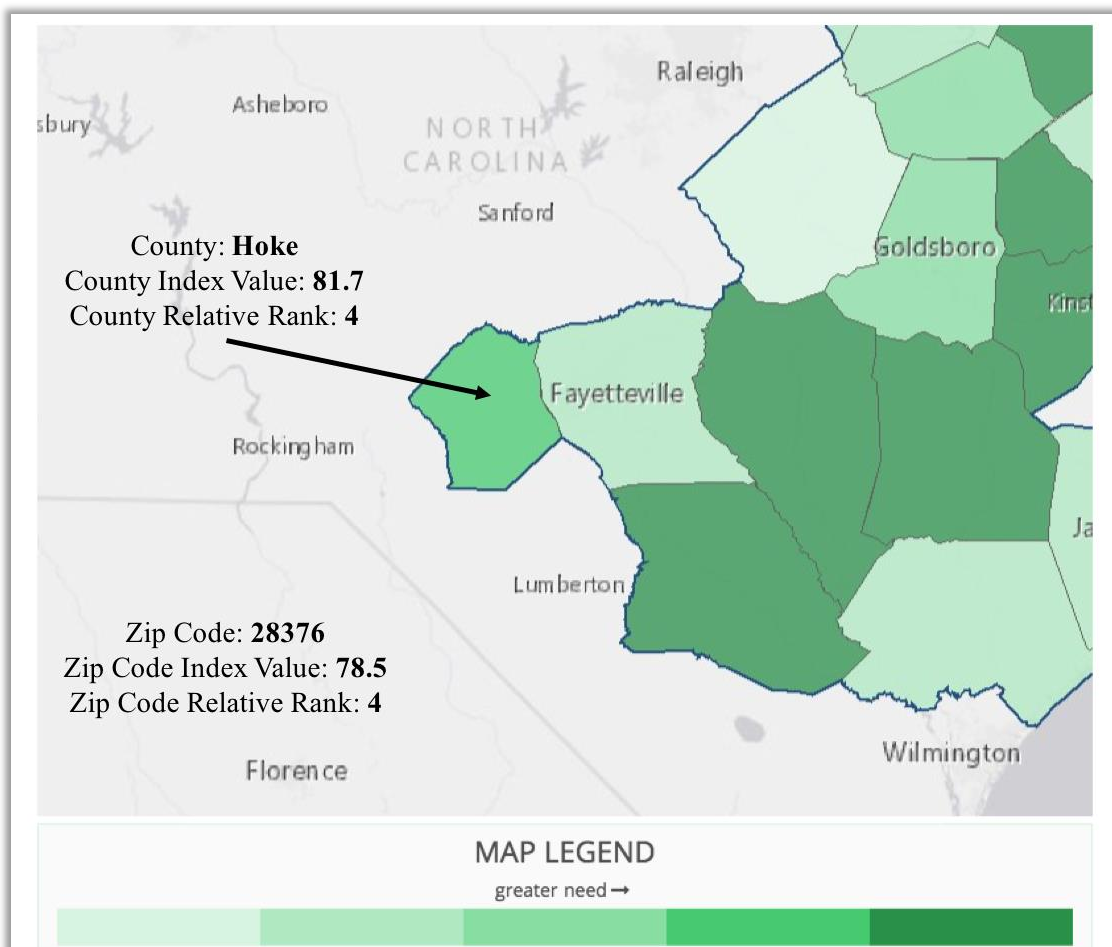 Raleigh
Asheboro
sbury
NORTH
CAROLINA
Sanford
County: Hoke
County Index Value: 81.7
County Relative Rank: 4
Goldsboro
Kinst
Fayetteville
Rockingham
Ja
Lumberton
Zip Code: 28376
Zip Code Index Value: 78.5
Zip Code Relative Rank: 4
Wilmington
Florence
MAP LEGEND
greater need →